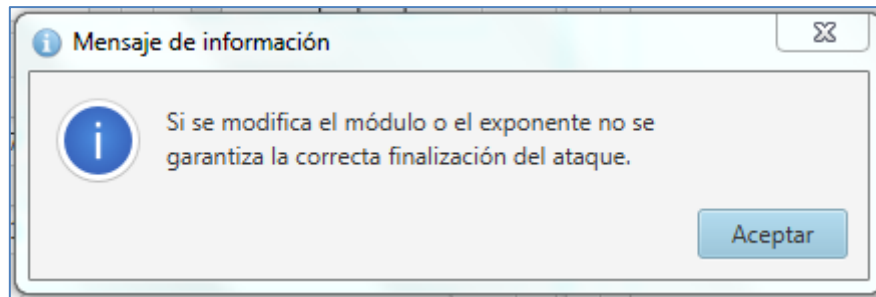 Mensaje de información
Si se modifica el módulo o el exponente no se
garantiza la correcta finalización del ataque.
Aceptar